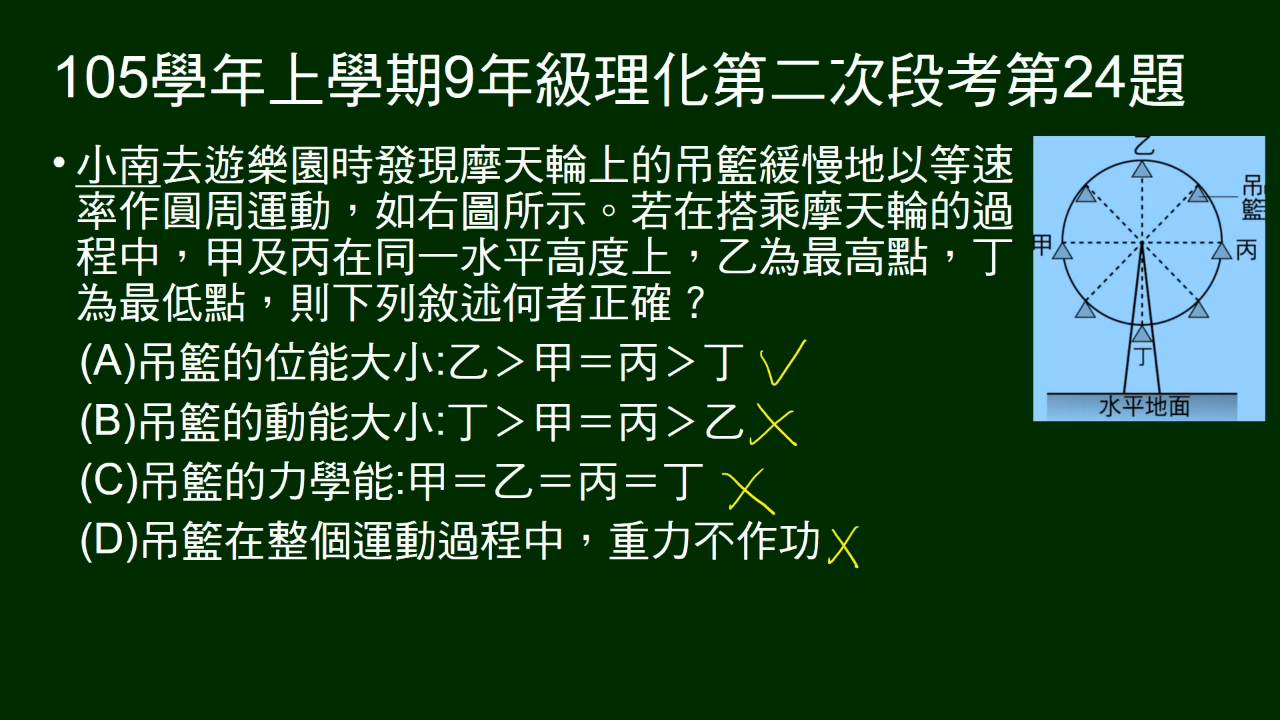 105學年上學期9年級理化第二次段考第24題
• 小南去遊樂園時發現摩天輪上的吊籃緩慢地以等速
率作圓周運動，如右圖所示。若在搭乘摩天輪的過
程中，甲及丙在同一水平高度上，乙為最高點，丁
為最低點，則下列敘述何者正確？
(A)吊籃的位能大小:乙＞甲＝丙＞丁
(B)吊籃的動能大小:丁＞甲＝丙＞乙
(C)吊籃的力學能:甲＝乙＝丙＝丁
(D)吊籃在整個運動過程中，重力不作功
乙
吊
籃
甲
丙
丁
水平地面